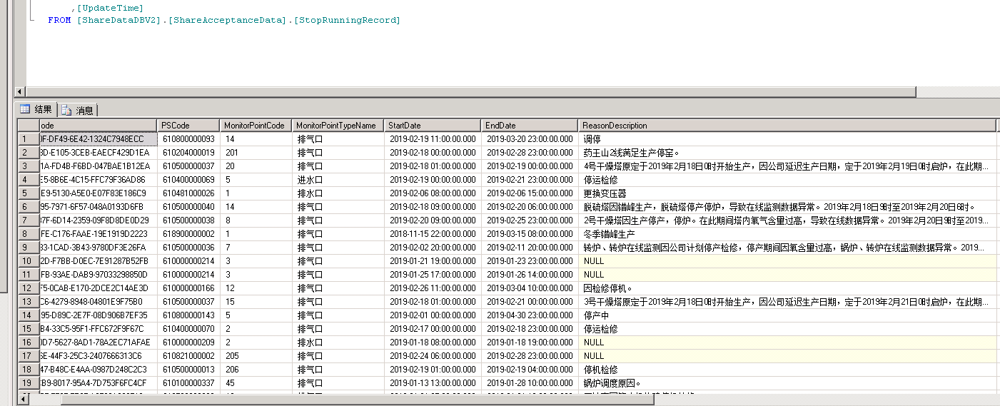 ,[UpdateTime]
FROM [ShareDataDBV2].[ShareAcceptanceData].[StopRunningRecord]
结果 消息
ode PSCode MonitorPointCode MonitorPointTypeName StartDate EndDate ReasonDescription
1 0F-DF49-6E42-1324C7948ECC 610800000093 14 排气口 2019-02-19 11:00:00.000 2019-03-20 23:00:00.000 调停
2 3D-E105-3CEB-EAECF429D1EA 610204000019 201 排气口 2019-02-18 00:00:00.000 2019-02-28 23:00:00.000 药王山2线满足生产停窑。
3 1A-FD4B-F6BD-047BAE1B12EA 610500000037 20 排气口 2019-02-18 01:00:00.000 2019-02-19 00:00:00.000 4号干燥塔原定于2019年2月18日0时开始生产，因公司延迟生产日期，定于2019年2月19日0时启炉，在此期...
4 E5-8B6E-4C15-FFC79F36AD86 610400000069 5 进水口 2019-02-19 00:00:00.000 2019-02-21 23:00:00.000 停运检修
5 E9-5130-A5E0-E07F83E186C9 610481000026 1 排水口 2019-02-06 08:00:00.000 2019-02-06 15:00:00.000 更换变压器
6 95-7971-6F57-048A0193D6FB 610500000040 14 排气口 2019-02-18 09:00:00.000 2019-02-20 06:00:00.000 脱硫塔因错峰生产，脱硫塔停产停炉，导致在线监测数据异常。2019年2月18日9时至2019年2月20日6时。
7 37F-6D14-2359-09F8D8DE0D29 610500000038 8 排气口 2019-02-20 09:00:00.000 2019-02-25 23:00:00.000 2号干燥塔因生产停产，停炉。在此期间塔内氧气含量过高，导致在线数据异常。2019年2月20日9时至2019...
8 FE-C176-FAAE-19E1919D2223 618900000002 1 排气口 2018-11-15 22:00:00.000 2019-03-15 08:00:00.000 冬季错峰生产
9 33-1CAD-3B43-9780DF3E26FA 610500000036 7 排气口 2019-02-02 20:00:00.000 2019-02-11 20:00:00.000 转炉、转炉在线监测因公司计划停产检修，停产期间因氧含量过高，锅炉、转炉在线监测数据异常。2019...
10 2D-F7BB-D0EC-7E91287B52FB 610000000214 3 排气口 2019-01-21 19:00:00.000 2019-01-23 23:00:00.000 NULL
11 FB-93AE-DAB9-97033298850D 610000000214 3 排气口 2019-01-25 17:00:00.000 2019-01-26 14:00:00.000 NULL
12 F5-0CAB-E170-2DCE2C14AE3D 610000000166 12 排气口 2019-02-26 11:00:00.000 2019-03-04 10:00:00.000 因检修停机。
13 C6-4279-8948-04801E9F75B0 610500000037 15 排气口 2019-02-18 01:00:00.000 2019-02-21 00:00:00.000 3号干燥塔原定于2019年2月18日0时开始生产，因公司延迟生产日期，定于2019年2月21日0时启炉，在此期...
14 95-D89C-2E7F-08D906B7EF35 610800000143 5 排气口 2019-02-01 00:00:00.000 2019-04-30 23:00:00.000 停产中
15 B4-33C5-95F1-FFC672F9F67C 610400000070 2 排气口 2019-02-17 00:00:00.000 2019-02-18 23:00:00.000 停运检修
16 0D7-5627-8AD1-78A2EC71AFAE 610000000209 2 排水口 2019-01-18 08:00:00.000 2019-01-18 19:00:00.000 NULL
17 6E-44F3-25C3-2407666313C6 610821000002 205 排气口 2019-02-24 06:00:00.000 2019-02-28 23:00:00.000 NULL
18 47-B48C-E4AA-0987D248C2C3 610500000013 206 排气口 2019-02-19 01:00:00.000 2019-02-19 04:00:00.000 停机检修
19 CB9-8017-95A4-7D753F6FC4CF 610100000337 45 排气口 2019-01-13 13:00:00.000 2019-01-28 10:00:00.000 锅炉调度原因。